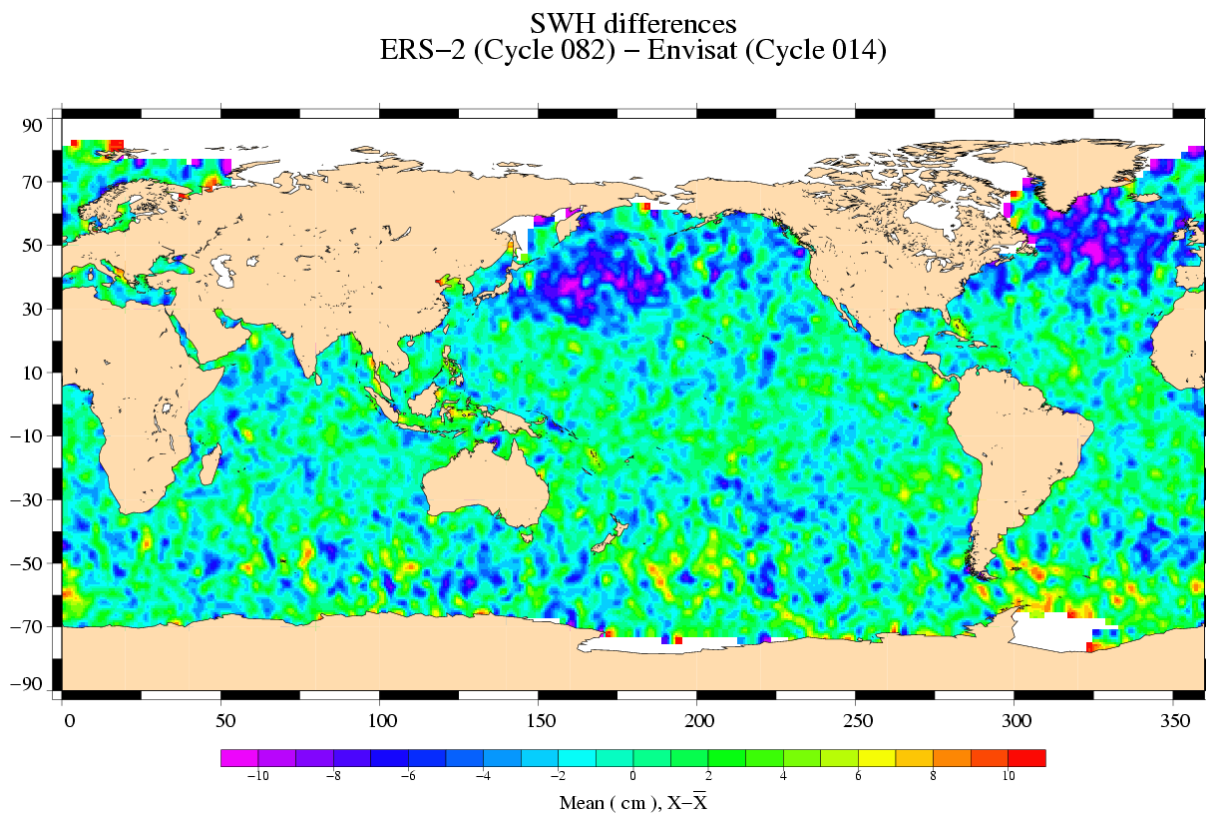 SWH differences
ERS−2 (Cycle 082) − Envisat (Cycle 014)
90
70
50
30
10
−10
−30
−50
−70
−90
0 50 100 150 200 250 300 350
−10 −8 −6 −4 −2 0 2 4 6 8 10
Mean ( cm ), X−X̅